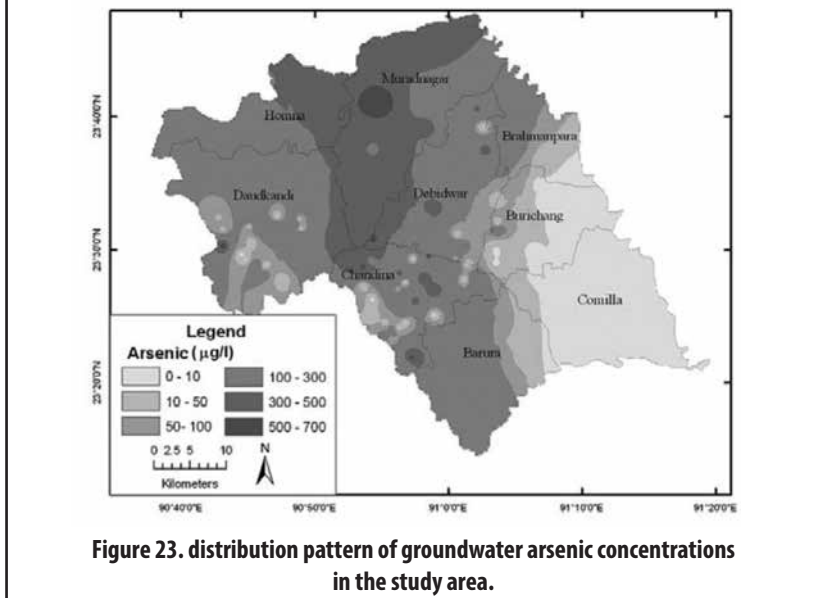 Muradnagar
Homna
Brahmanpara
Daudkandi
Debidwar
Burichang
Chandina
Comilla
Barura
23°40'0"N
23°30'0"N
23°20'0"N
Legend
Arsenic (µg/l)
0 - 10
100 - 300
10 - 50
300 - 500
50- 100
500 - 700
0 2.5 5 10
N
Kilometers
90°40'0"E 90°50'0"E 91°0'0"E 91°10'0"E 91°20'0"E
Figure 23. distribution pattern of groundwater arsenic concentrations
in the study area.